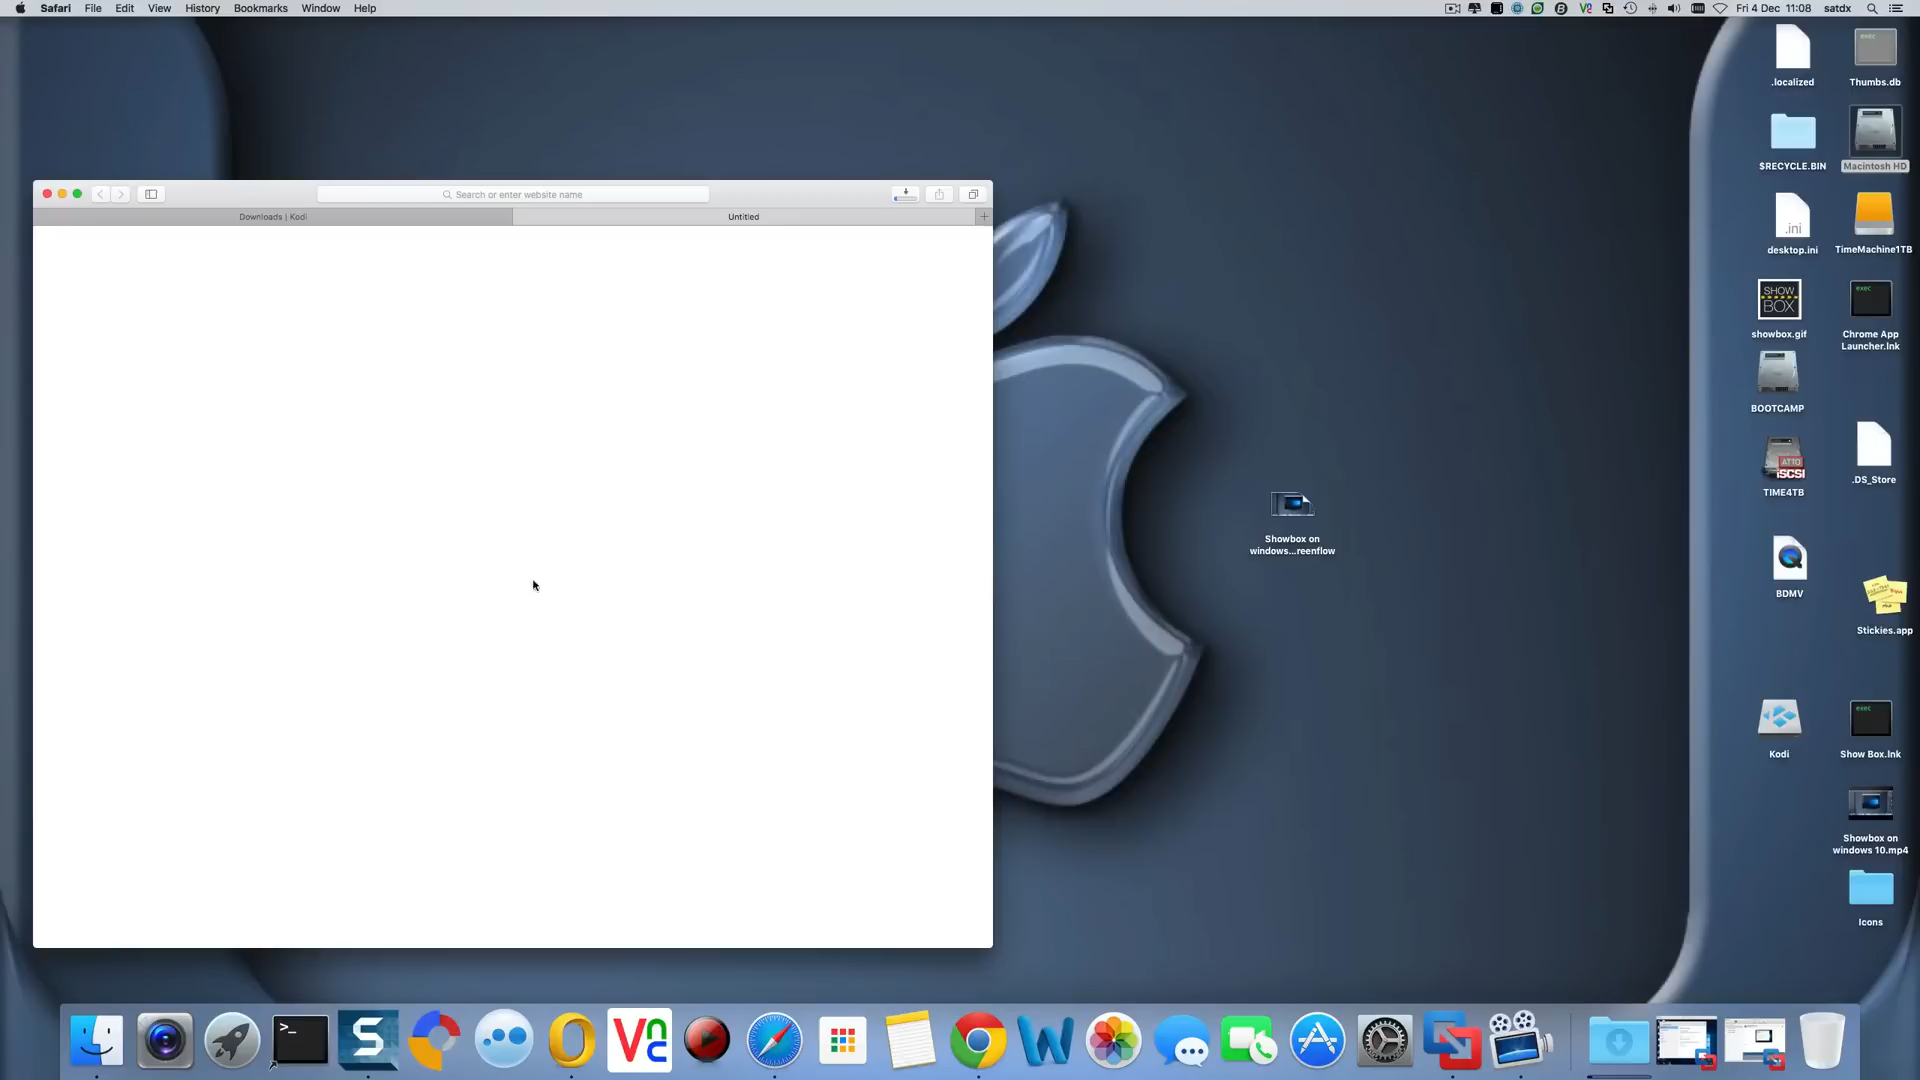 Safari File Edit View History Bookmarks Window Help
Fri 4 Dec 11:08 satdx
Search or enter website name
Downloads | Kodi
Untitled
.localized
Thumbs.db
exec
$RECYCLE.BIN
Macintosh HD
.ini
desktop.ini
TimeMachine1TB
SHOW
BOX
showbox.gif
exec
Chrome App
Launcher.lnk
BOOTCAMP
ATTO
iSCSI
TIME4TB
.DS_Store
Showbox on
windows...reenflow
BDMV
Stickies.app
Kodi
exec
Show Box.lnk
Showbox on
windows 10.mp4
Icons
>_
S